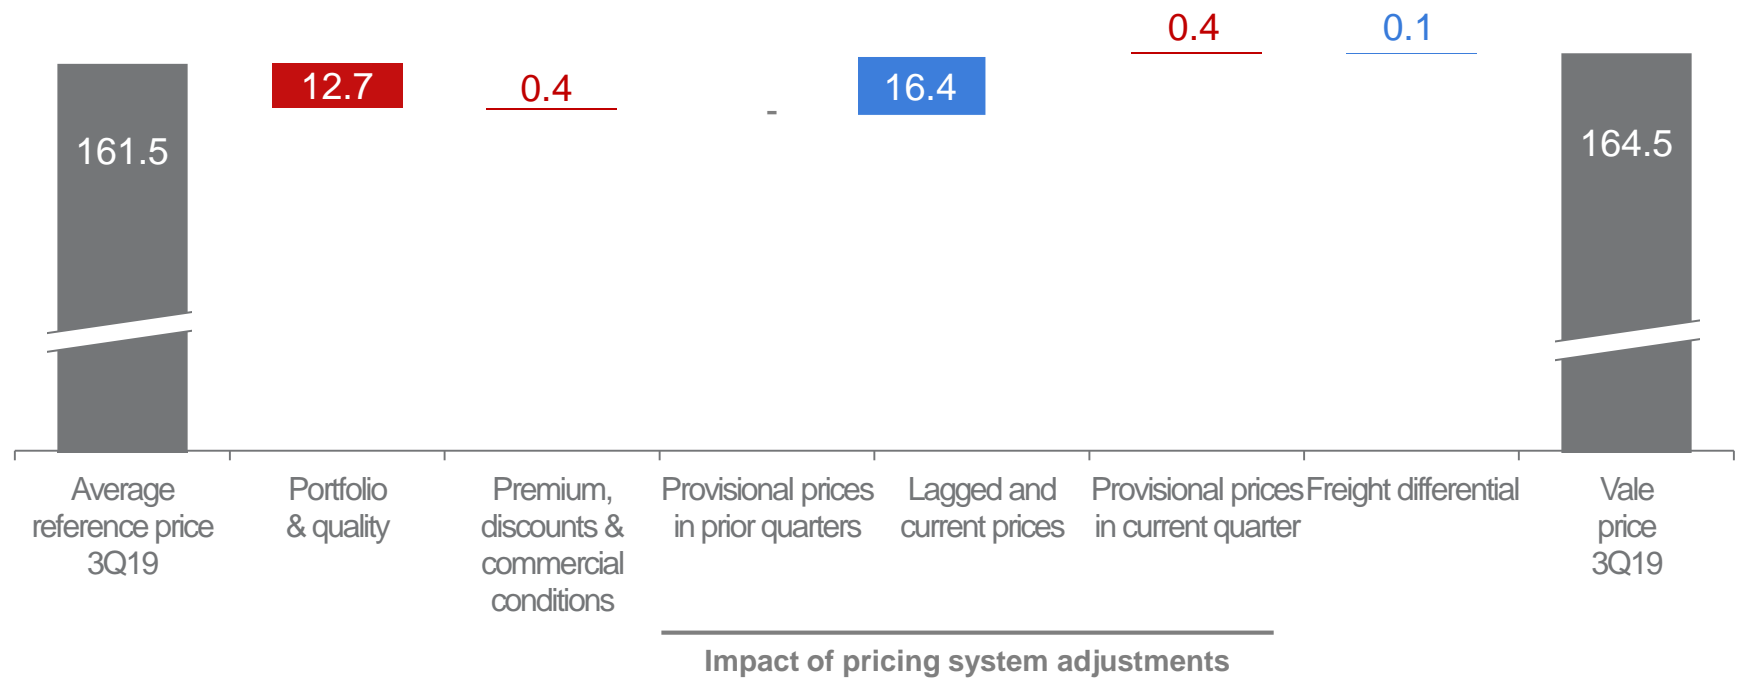 0.4
0.1
12.7
0.4
-
16.4
161.5
164.5
Average
reference price
3Q19
Portfolio
& quality
Premium,
discounts &
commercial
conditions
Provisional prices
in prior quarters
Lagged and
current prices
Provisional prices
in current quarter
Freight differential
Vale
price
3Q19
Impact of pricing system adjustments